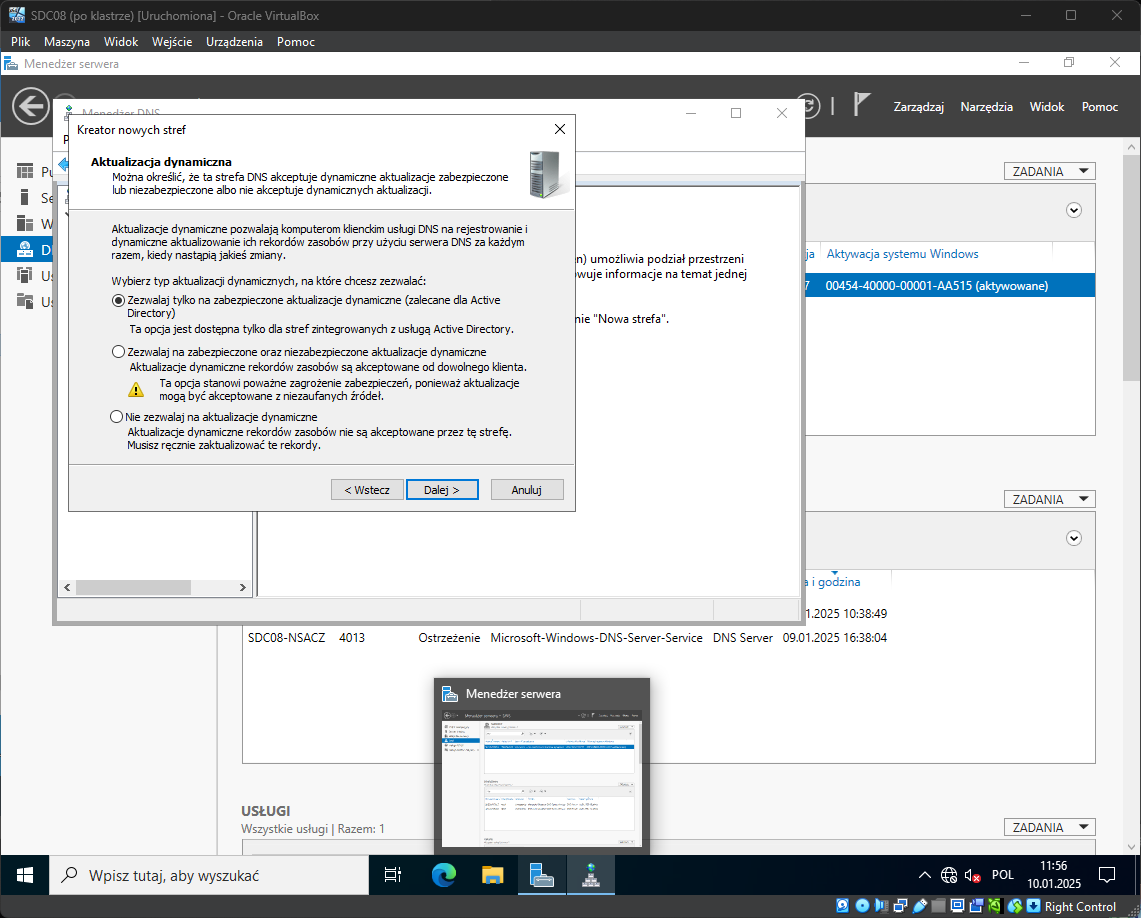 SDC08 (po klastrze) [Uruchomiona] - Oracle VirtualBox
Plik Maszyna Widok Wejście Urządzenia Pomoc
Menedżer serwera
Zarządzaj Narzędzia Widok Pomoc
Menedżer DNS
Kreator nowych stref
Aktualizacja dynamiczna
Można określić, że ta strefa DNS akceptuje dynamiczne aktualizacje zabezpieczone
lub niezabezpieczone albo nie akceptuje dynamicznych aktualizacji.
Aktualizacje dynamiczne pozwalają komputerom klienckim usługi DNS na rejestrowanie i
dynamiczne aktualizowanie ich rekordów zasobów przy użyciu serwera DNS za każdym
razem, kiedy nastąpią jakieś zmiany.
Wybierz typ aktualizacji dynamicznych, na które chcesz zezwalać:
Zezwalaj tylko na zabezpieczone aktualizacje dynamiczne (zalecane dla Active
Directory)
Ta opcja jest dostępna tylko dla stref zintegrowanych z usługą Active Directory.
Zezwalaj na zabezpieczone oraz niezabezpieczone aktualizacje dynamiczne
Aktualizacje dynamiczne rekordów zasobów są akceptowane od dowolnego klienta.
Ta opcja stanowi poważne zagrożenie zabezpieczeń, ponieważ aktualizacje
mogą być akceptowane z niezaufanych źródeł.
Nie zezwalaj na aktualizacje dynamiczne
Aktualizacje dynamiczne rekordów zasobów nie są akceptowane przez tę strefę.
Musisz ręcznie zaktualizować te rekordy.
< Wstecz Dalej > Anuluj
n) umożliwia podział przestrzeni
wuje informacje na temat jednej
nie "Nowa strefa".
ZADANIA
ja Aktywacja systemu Windows
7 00454-40000-00001-AA515 (aktywowane)
ZADANIA
a i godzina
.01.2025 10:38:49
SDC08-NSACZ 4013 Ostrzeżenie Microsoft-Windows-DNS-Server-Service DNS Server 09.01.2025 16:38:04
Menedżer serwera
USŁUGI
Wszystkie usługi | Razem: 1
ZADANIA
Wpisz tutaj, aby wyszukać
POL
11:56
10.01.2025
Right Control